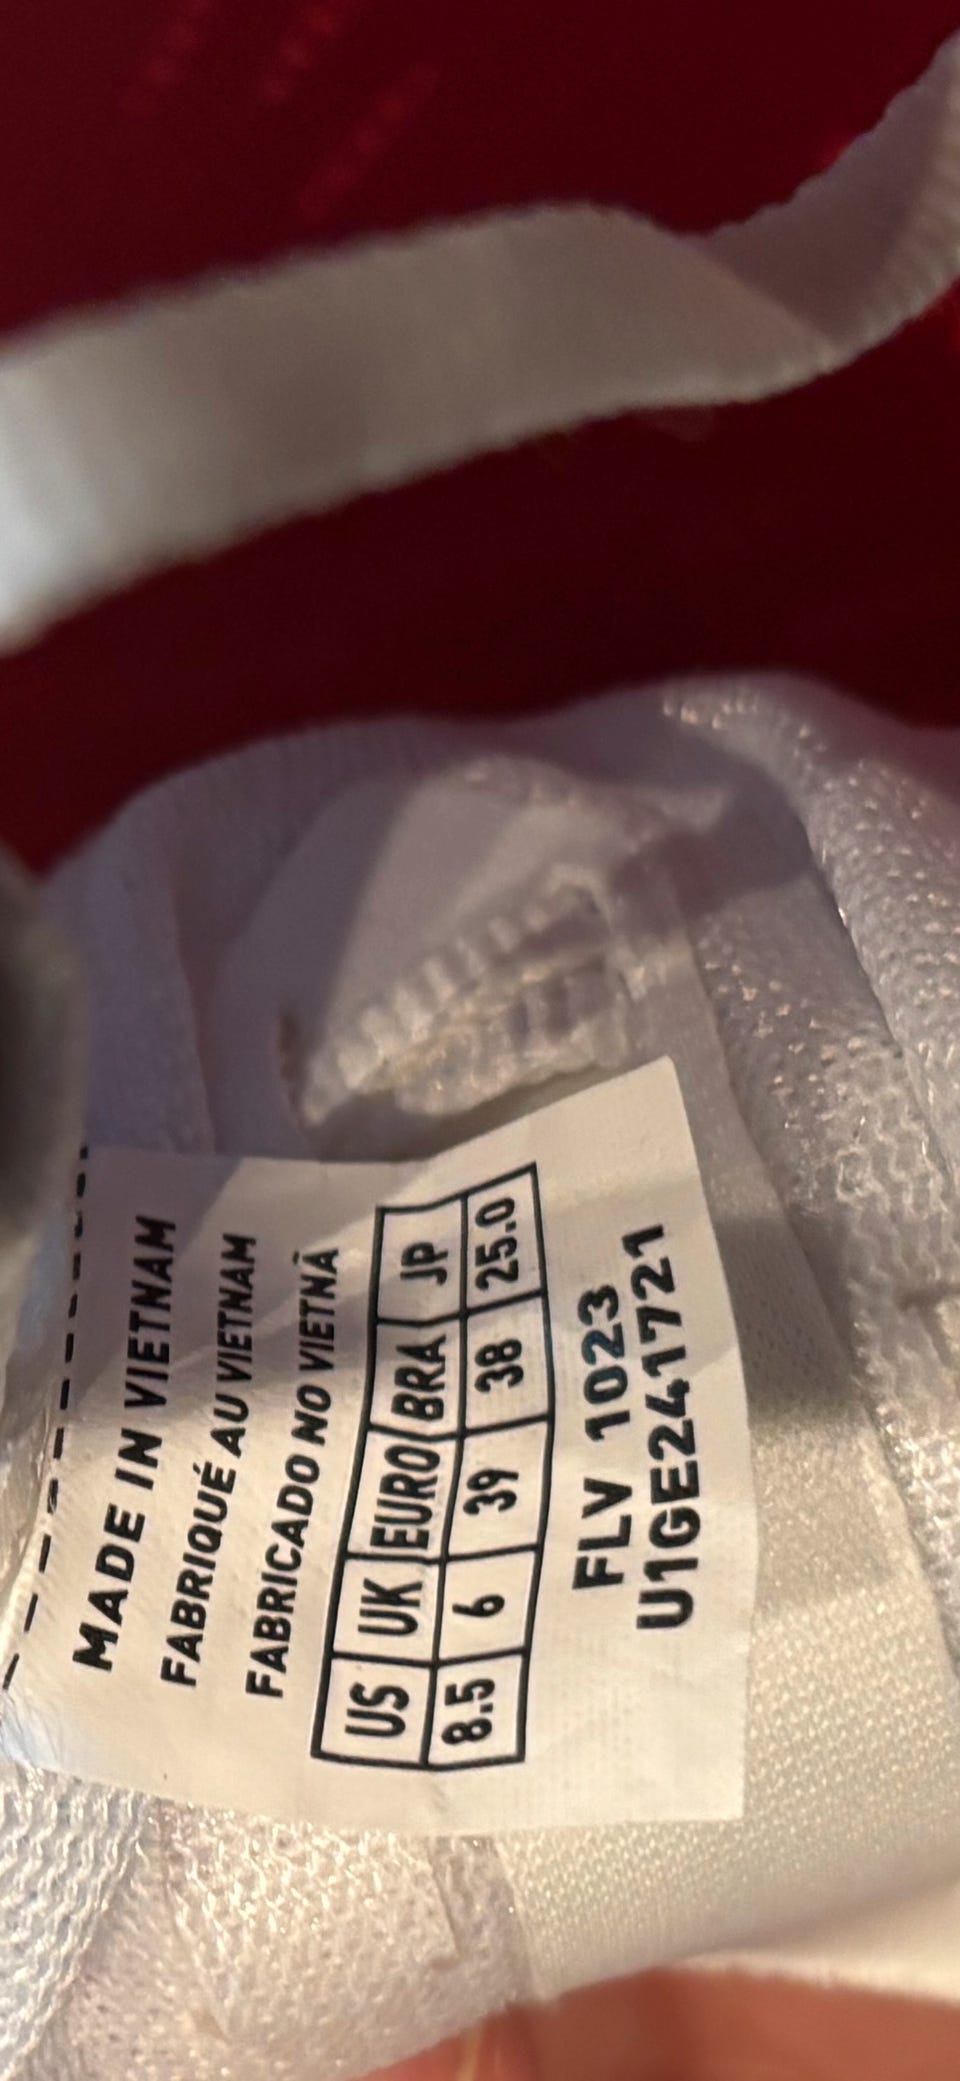 MADE IN VIETNAM
FABRIQUÉ AU VIETNAM
FABRICADO NO VIETNÃ
US UK EURO BRA JP
8.5 6 39 38 25.0
FLV 1023
U1GE241721